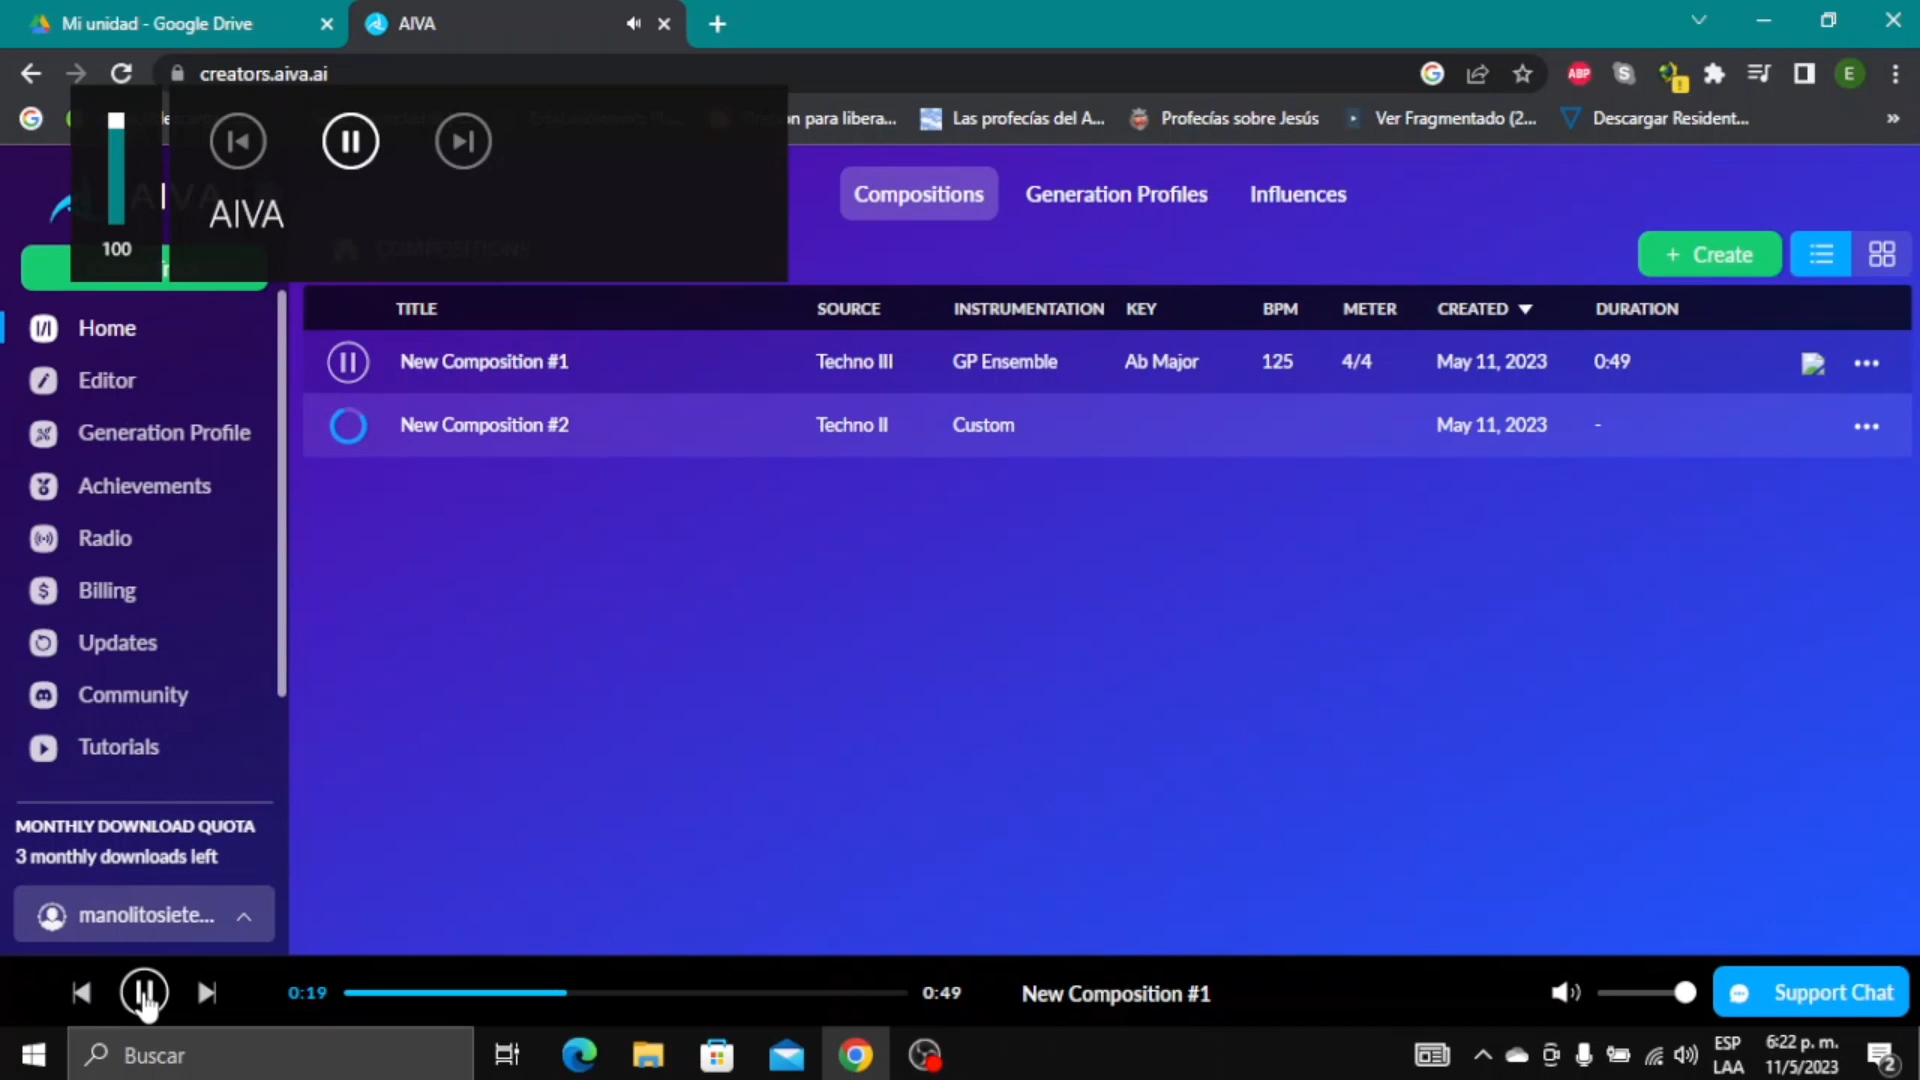 Mi unidad - Google Drive
AIVA
creators.aiva.ai
ABP
E
ón para libera...
Las profecías del A...
Profecías sobre Jesús
Ver Fragmentado (2...
Descargar Resident...
»
100
AIVA
AIVA
COMPOSITIONS
Compositions
Generation Profiles
Influences
+ Create
TITLE SOURCE INSTRUMENTATION KEY BPM METER CREATED DURATION
New Composition #1 Techno III GP Ensemble Ab Major 125 4/4 May 11, 2023 0:49
New Composition #2 Techno II Custom May 11, 2023 -
Home
Editor
Generation Profile
Achievements
Radio
Billing
Updates
Community
Tutorials
MONTHLY DOWNLOAD QUOTA
3 monthly downloads left
manolitosiete...
0:19
0:49
New Composition #1
Support Chat
Buscar
ESP
LAA
6:22 p. m.
11/5/2023
2